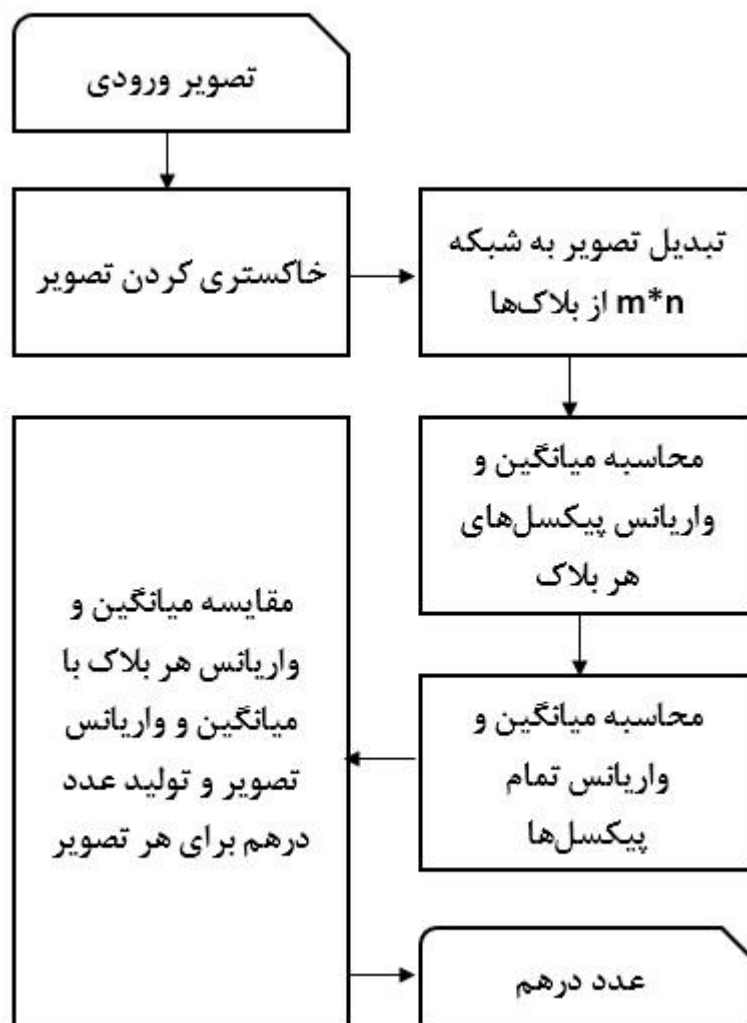 تصویر ورودی
خاکستری کردن تصویر
تبدیل تصویر به شبکه
m*n از بلاک‌ها
محاسبه میانگین و
واریانس پیکسل‌های
هر بلاک
محاسبه میانگین و
واریانس تمام
پیکسل‌ها
مقایسه میانگین و
واریانس هر بلاک با
میانگین و واریانس
تصویر و تولید عدد
درهم برای هر تصویر
عدد درهم